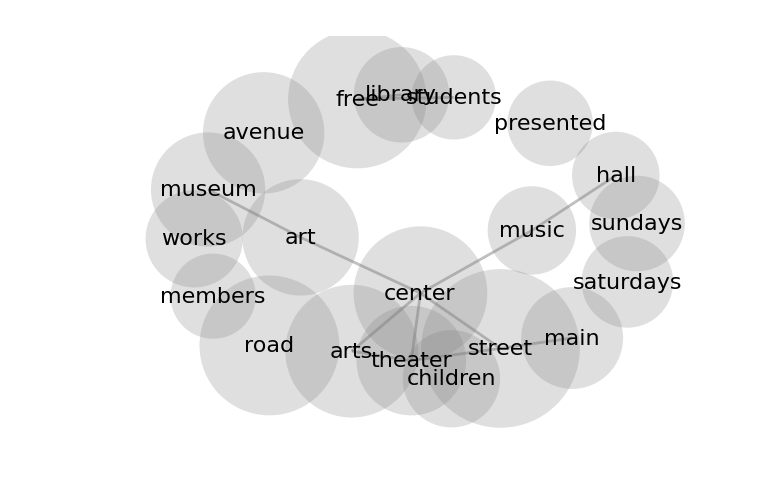 library
free
students
presented
avenue
hall
museum
sundays
music
works
art
saturdays
center
members
main
road
street
arts
theater
children